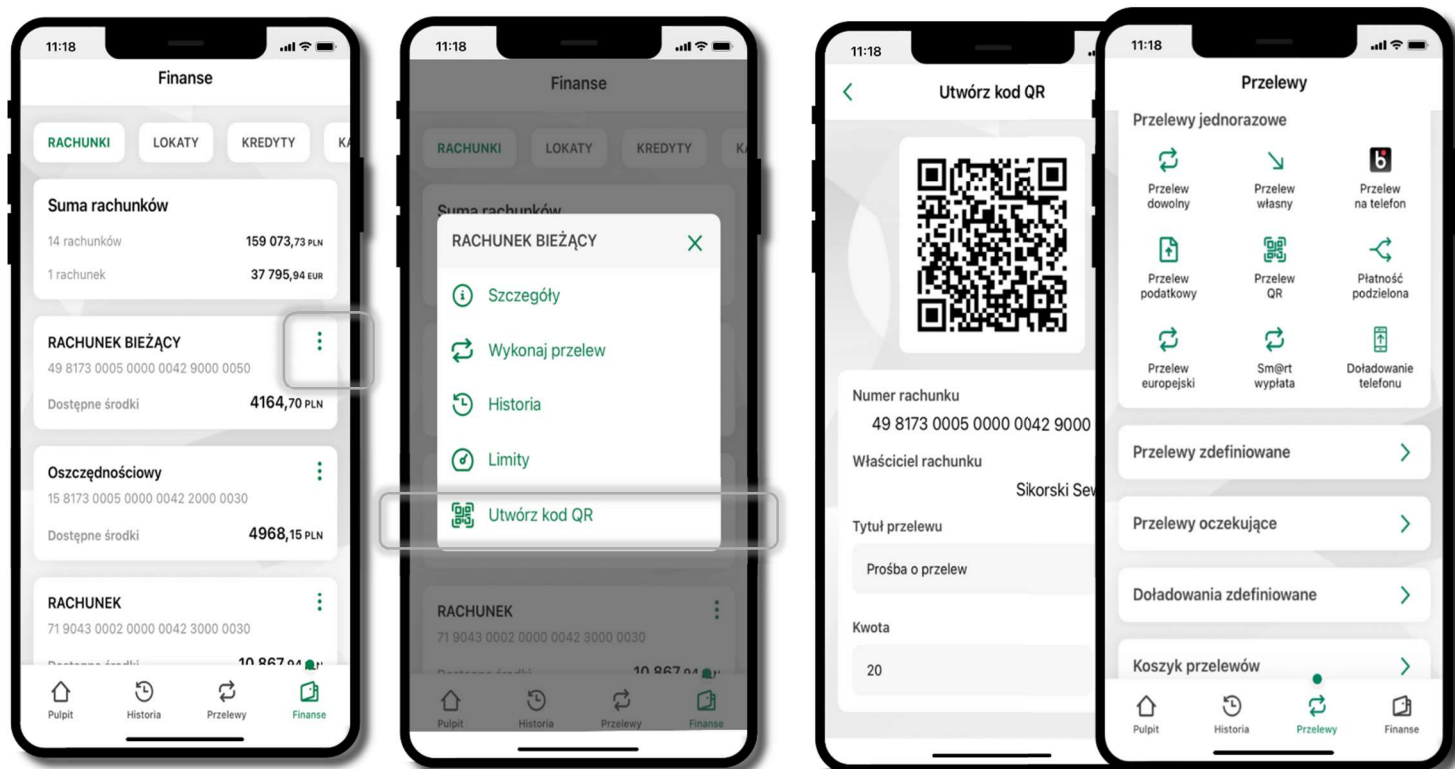 11:18
Finanse
RACHUNKI LOKATY KREDYTY
Suma rachunków
14 rachunków 159 073,73 PLN
1 rachunek 37 795,94 EUR
RACHUNEK BIEŻĄCY
49 8173 0005 0000 0042 9000 0050
Dostępne środki 4164,70 PLN
Oszczędnościowy
15 8173 0005 0000 0042 2000 0030
Dostępne środki 4968,15 PLN
RACHUNEK
71 9043 0002 0000 0042 3000 0030
10 867
Pulpit Historia Przelewy Finanse
11:18
Finanse
RACHUNKI LOKATY KREDYTY
Suma rachunków
RACHUNEK BIEŻĄCY
Szczegóły
Wykonaj przelew
Historia
Limity
Utwórz kod QR
RACHUNEK
71 9043 0002 0000 0042 3000 0030
10 867
Pulpit Historia Przelewy Finanse
11:18
Utwórz kod QR
Numer rachunku
49 8173 0005 0000 0042 9000
Właściciel rachunku
Sikorski
Tytuł przelewu
Prośba o przelew
Kwota
20
11:18
Przelewy
Przelewy jednorazowe
Przelew dowolny
Przelew własny
Przelew na telefon
Przelew podatkowy
Przelew QR
Płatność podzielona
Przelew europejski
Sm@rt wypłata
Doładowanie telefonu
Przelewy zdefiniowane
Przelewy oczekujące
Doładowania zdefiniowane
Koszyk przelewów
Pulpit Historia Przelewy Finanse